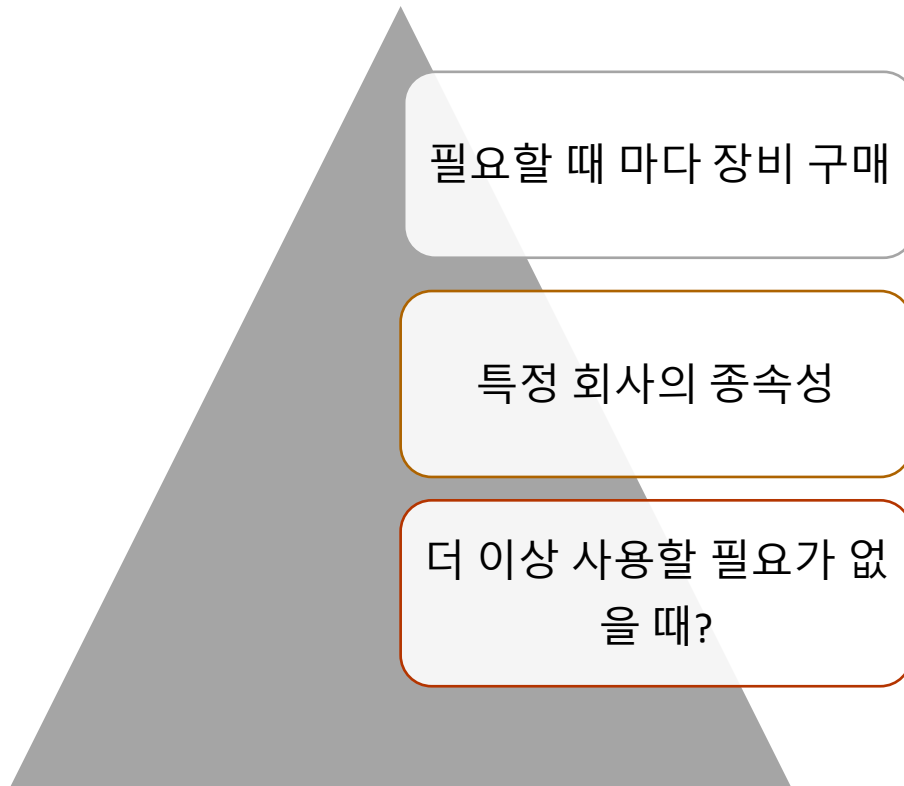 필요할 때 마다 장비 구매
특정 회사의 종속성
더 이상 사용할 필요가 없
을 때?